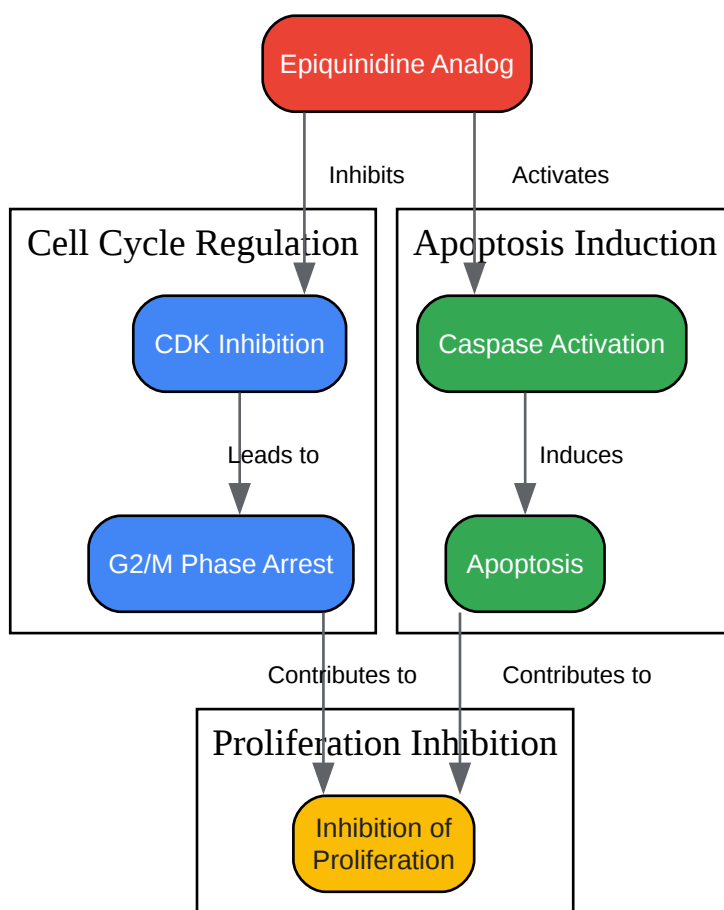 Epiquinidine Analog
Inhibits
Activates
Cell Cycle Regulation
Apoptosis Induction
CDK Inhibition
Caspase Activation
Leads to
Induces
G2/M Phase Arrest
Apoptosis
Contributes to
Contributes to
Proliferation Inhibition
Inhibition of
Proliferation